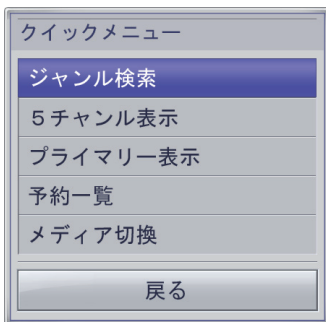 クイックメニュー
ジャンル検索
5チャンル表示
プライマリー表示
予約一覧
メディア切換
戻る